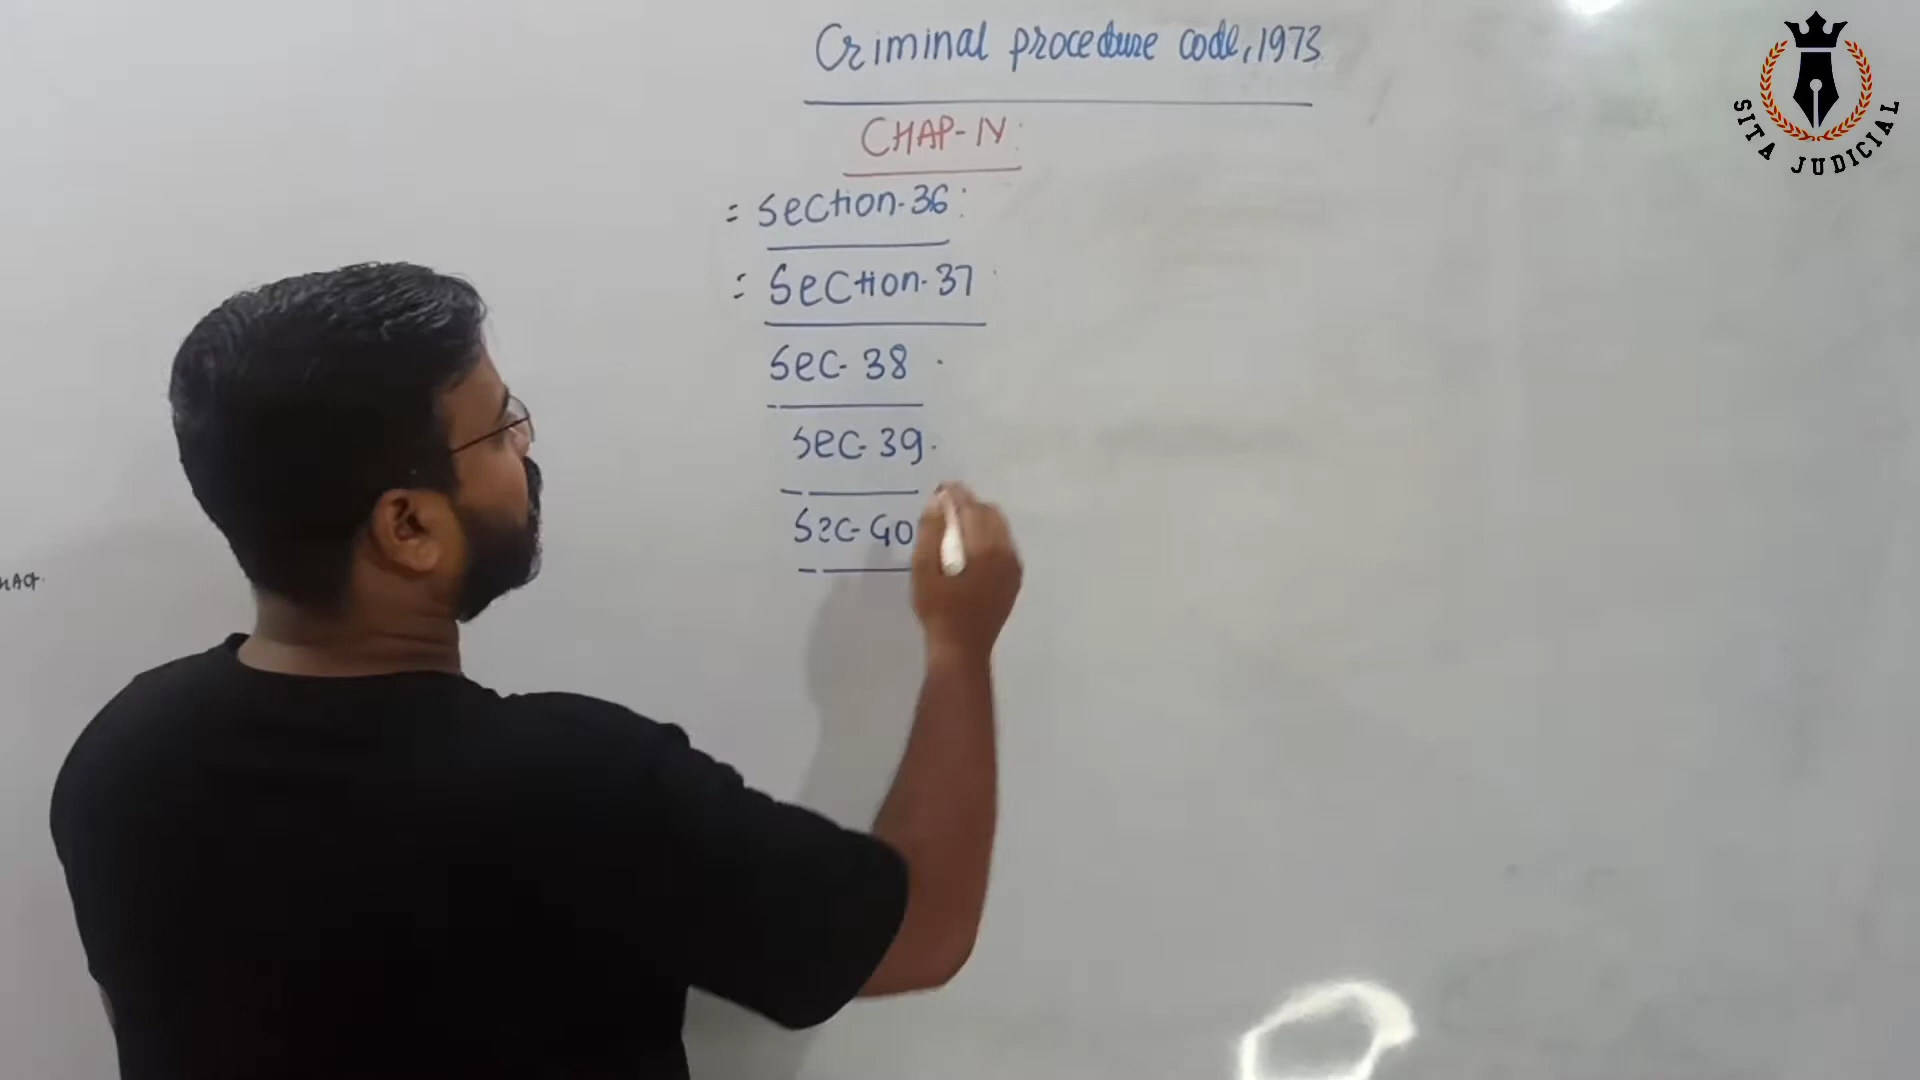 Criminal procedure code, 1973
CHAP-IV:
= Section-36:
= Section-37
Sec- 38
Sec- 39.
Sec- 40
SITA JUDICIAL